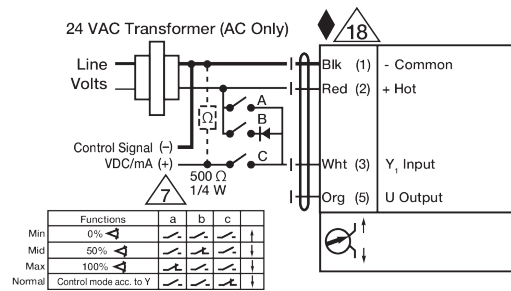 24 VAC Transformer (AC Only)
18
Line
Volts
Blk (1) - Common
Red (2) + Hot
A
Ω
B
Control Signal (−)
VDC/mA (+)
C
Wht (3) Y1 Input
500 Ω
1/4 W
7
Org (5) U Output
Functions a b c
Min 0%
Mid 50%
Max 100%
Normal Control mode acc. to Y